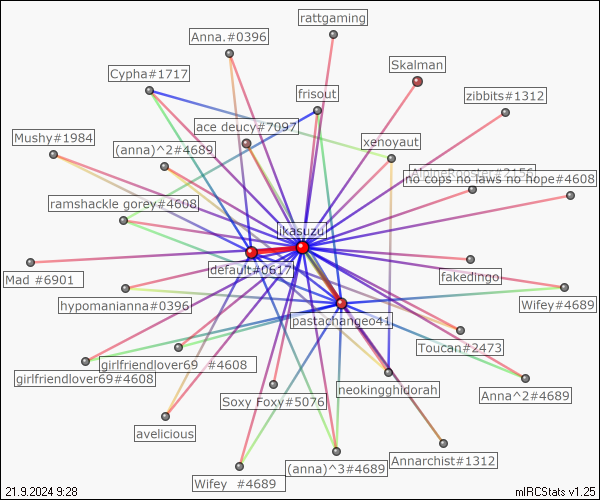 rattgaming
Anna.#0396
Skalman
Cypha#1717
frisout
zibbits#1312
ace deucy#7097
Mushy#1984
xenoyaut
(anna)^2#4689
AlpineRooster#2156
no cops no laws no hope#4608
ramshackle gorey#4608
ikasuzu
default#0617
Mad #6901
fakedingo
hypomanianna#0396
Wifey#4689
pastachangeo41
Toucan#2473
girlfriendlover69 #4608
girlfriendlover69#4608
neokingghidorah
Anna^2#4689
Soxy Foxy#5076
avelicious
Annarchist#1312
(anna)^3#4689
Wifey #4689
21.9.2024 9:28
mIRCStats v1.25